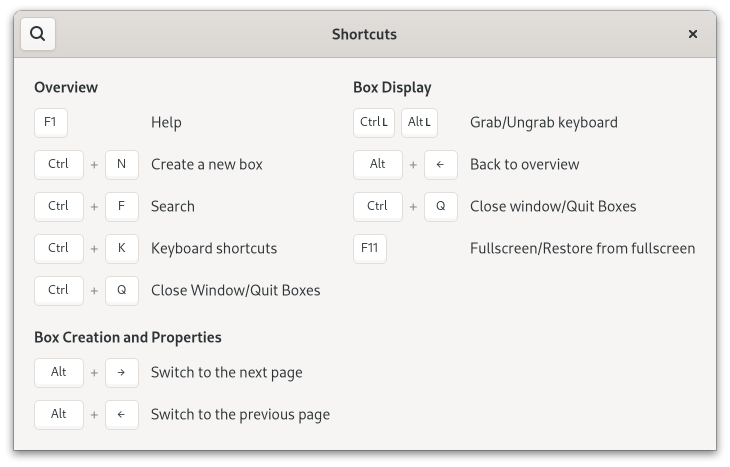 Shortcuts
Overview
F1 Help
Ctrl + N Create a new box
Ctrl + F Search
Ctrl + K Keyboard shortcuts
Ctrl + Q Close Window/Quit Boxes
Box Creation and Properties
Alt + → Switch to the next page
Alt + ← Switch to the previous page
Box Display
Ctrl L Alt L Grab/Ungrab keyboard
Alt + ← Back to overview
Ctrl + Q Close window/Quit Boxes
F11 Fullscreen/Restore from fullscreen